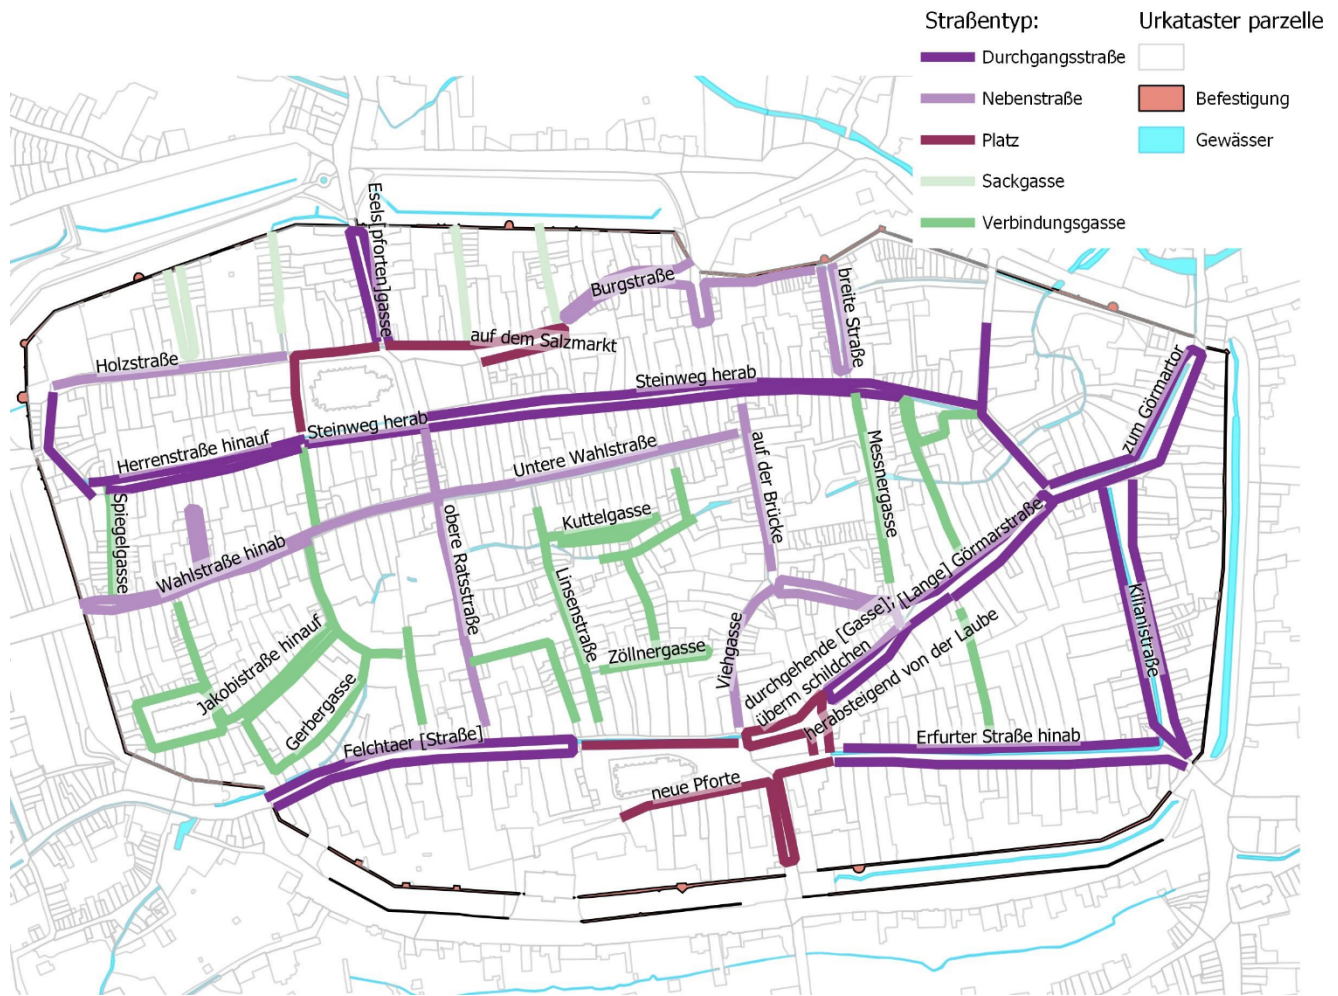 Straßentyp:
Urkataster parzelle
Durchgangsstraße
Nebenstraße
Befestigung
Platz
Gewässer
Sackgasse
Verbindungsgasse
Esels[pforten]gasse
Burgstraße
breite Straße
auf dem Salzmarkt
Holzstraße
Steinweg herab
zum Görmartor
Steinweg herab
Herrenstraße hinauf
Untere Wahlstraße
auf der Brücke
Messnergasse
Spiegelgasse
Kuttelgasse
obere Ratsstraße
Wahlstraße hinab
Linsenstraße
durchgehende [Gasse]; [Lange] Görmarstraße
überm schildchen
Kilianistraße
Jakobistraße hinauf
Zöllnergasse
Viehgasse
herabsteigend von der Laube
Gerbergasse
Felchtaer [Straße]
Erfurter Straße hinab
neue Pforte